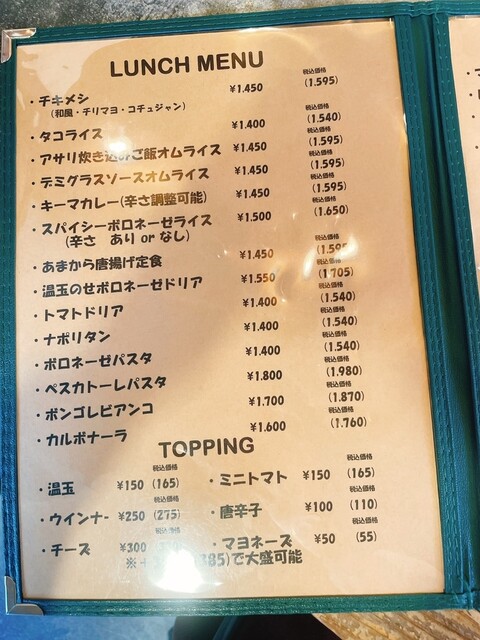 LUNCH MENU
・チキメシ ¥1.450 税込価格 (1.595)
(和風・チリマヨ・コチュジャン)
・タコライス ¥1.400 税込価格 (1.540)
・アサリ炊き込みご飯オムライス ¥1.450 税込価格 (1.595)
・デミグラスソースオムライス ¥1.450 税込価格 (1.595)
・キーマカレー(辛さ調整可能) ¥1.450 税込価格 (1.595)
・スパイシーボロネーゼライス ¥1.500 税込価格 (1.650)
(辛さ あり or なし)
・あまから唐揚げ定食 ¥1.450 税込価格 (1.595
・温玉のせボロネーゼドリア ¥1.550 税込価格 (1.705)
・トマトドリア ¥1.400 税込価格 (1.540)
・ナポリタン ¥1.400 税込価格 (1.540)
・ボロネーゼパスタ ¥1.400 税込価格 (1.540)
・ペスカトーレパスタ ¥1.800 税込価格 (1.980)
・ボンゴレビアンコ ¥1.700 税込価格 (1.870)
・カルボナーラ ¥1.600 税込価格 (1.760)
TOPPING
・温玉 ¥150 税込価格 (165) ・ミニトマト ¥150 税込価格 (165)
・ウインナー ¥250 税込価格 (275) ・唐辛子 ¥100 税込価格 (110)
・チーズ ¥300 税込価格 ・マヨネーズ ¥50 税込価格 (55)
※+ 385)で大盛可能